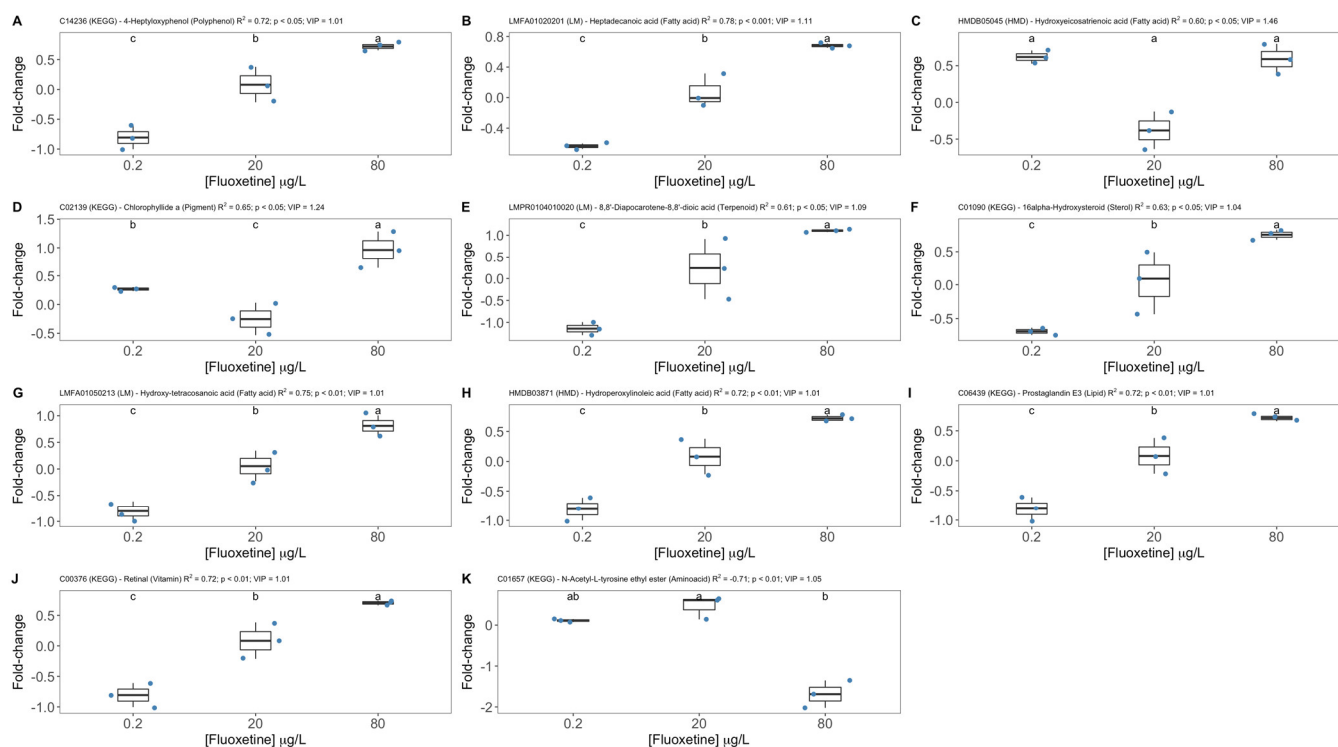 A C14236 (KEGG) - 4-Heptyloxyphenol (Polyphenol) R² = 0.72; p < 0.05; VIP = 1.01
c b a
0.5
0.0
-0.5
-1.0
Fold-change
0.2 20 80
[Fluoxetine] μg/L
B LMFA01020201 (LM) - Heptadecanoic acid (Fatty acid) R² = 0.78; p < 0.001; VIP = 1.11
c b a
0.8
0.4
0.0
-0.4
Fold-change
0.2 20 80
[Fluoxetine] μg/L
C HMDB05045 (HMD) - Hydroxyeicosatrienoic acid (Fatty acid) R² = 0.60; p < 0.05; VIP = 1.46
a a a
0.5
0.0
-0.5
Fold-change
0.2 20 80
[Fluoxetine] μg/L
D C02139 (KEGG) - Chlorophyllide a (Pigment) R² = 0.65; p < 0.05; VIP = 1.24
b c a
1.5
1.0
0.5
0.0
-0.5
Fold-change
0.2 20 80
[Fluoxetine] μg/L
E LMPR0104010020 (LM) - 8,8'-Diapocarotene-8,8'-dioic acid (Terpenoid) R² = 0.61; p < 0.05; VIP = 1.09
c b a
1.0
0.5
0.0
-0.5
-1.0
Fold-change
0.2 20 80
[Fluoxetine] μg/L
F C01090 (KEGG) - 16alpha-Hydroxysteroid (Sterol) R² = 0.63; p < 0.05; VIP = 1.04
c b a
0.5
0.0
-0.5
Fold-change
0.2 20 80
[Fluoxetine] μg/L
G LMFA01050213 (LM) - Hydroxy-tetracosanoic acid (Fatty acid) R² = 0.75; p < 0.01; VIP = 1.01
c b a
1.0
0.5
0.0
-0.5
-1.0
Fold-change
0.2 20 80
[Fluoxetine] μg/L
H HMDB03871 (HMD) - Hydroperoxylinoleic acid (Fatty acid) R² = 0.72; p < 0.01; VIP = 1.01
c b a
0.5
0.0
-0.5
-1.0
Fold-change
0.2 20 80
[Fluoxetine] μg/L
I C06439 (KEGG) - Prostaglandin E3 (Lipid) R² = 0.72; p < 0.01; VIP = 1.01
c b a
0.5
0.0
-0.5
-1.0
Fold-change
0.2 20 80
[Fluoxetine] μg/L
J C00376 (KEGG) - Retinal (Vitamin) R² = 0.72; p < 0.01; VIP = 1.01
c b a
0.5
0.0
-0.5
-1.0
Fold-change
0.2 20 80
[Fluoxetine] μg/L
K C01657 (KEGG) - N-Acetyl-L-tyrosine ethyl ester (Aminoacid) R² = -0.71; p < 0.01; VIP = 1.05
ab a b
0
-1
-2
Fold-change
0.2 20 80
[Fluoxetine] μg/L